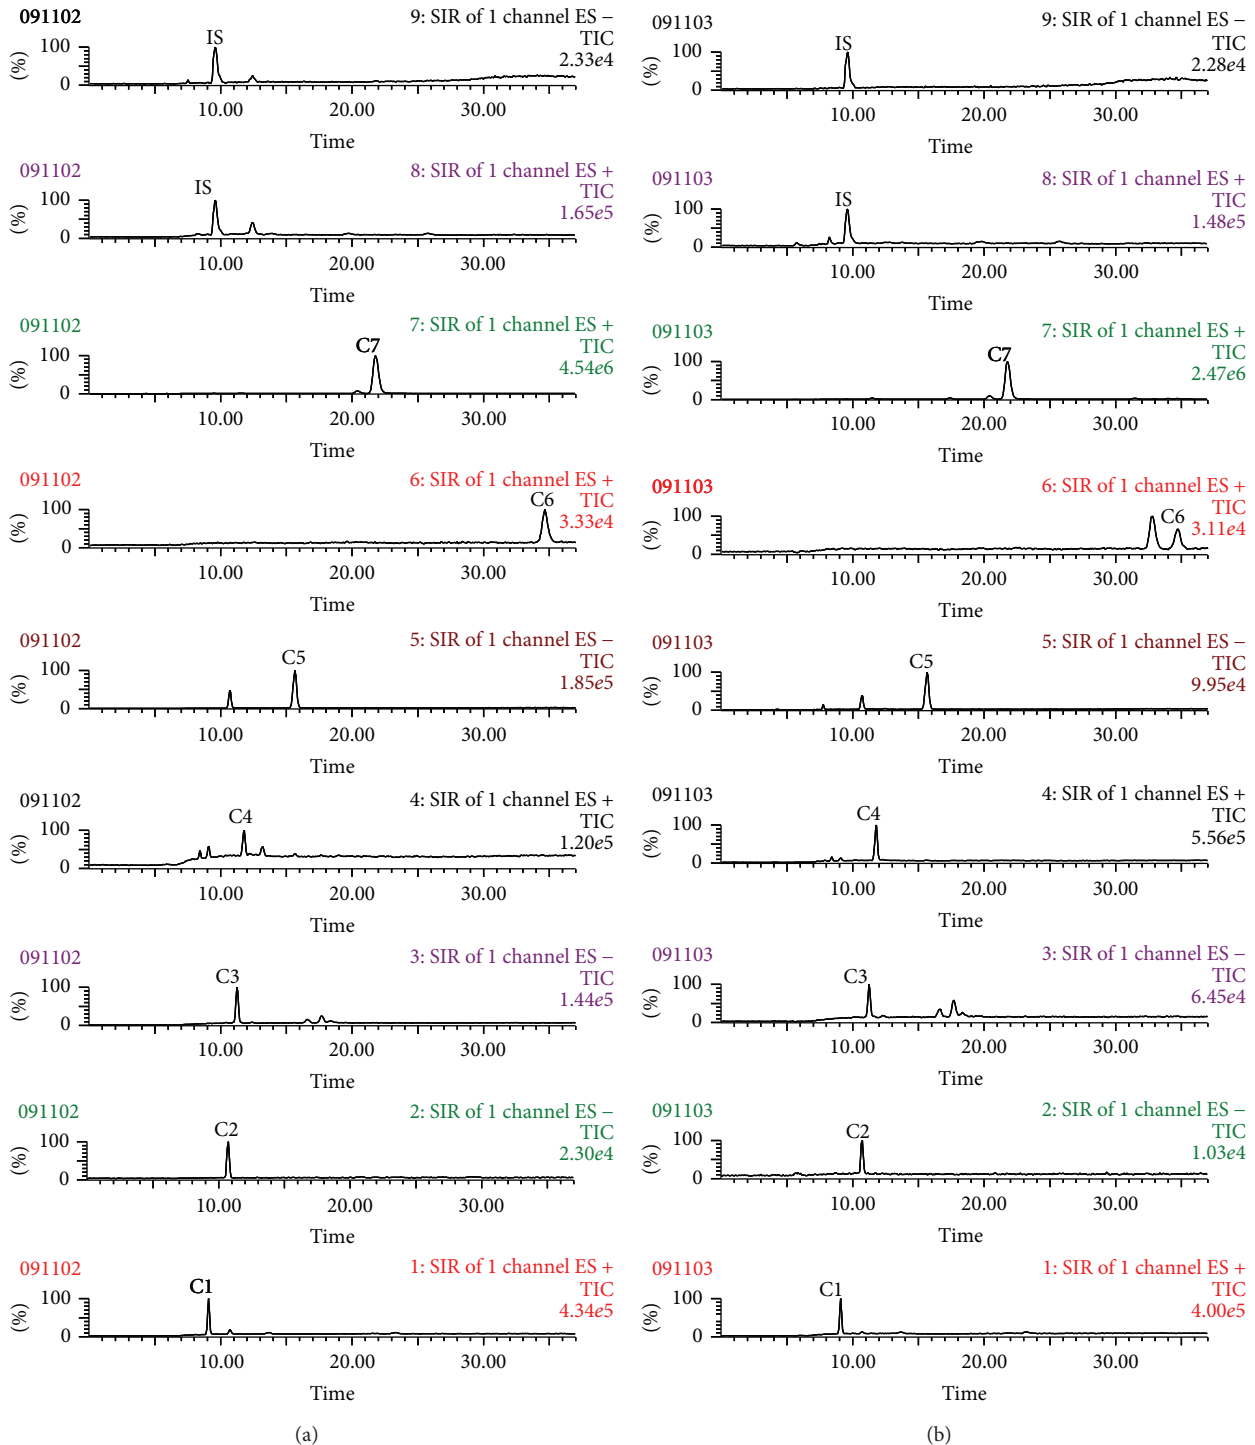 091102
9: SIR of 1 channel ES −
TIC
2.33e4
IS
100
0
(%)
10.00 20.00 30.00
Time
091102
8: SIR of 1 channel ES +
TIC
1.65e5
IS
100
0
(%)
10.00 20.00 30.00
Time
091102
7: SIR of 1 channel ES +
TIC
4.54e6
C7
100
0
(%)
10.00 20.00 30.00
Time
091102
6: SIR of 1 channel ES +
TIC
3.33e4
C6
100
0
(%)
10.00 20.00 30.00
Time
091102
5: SIR of 1 channel ES −
TIC
1.85e5
C5
100
0
(%)
10.00 20.00 30.00
Time
091102
4: SIR of 1 channel ES +
TIC
1.20e5
C4
100
0
(%)
10.00 20.00 30.00
Time
091102
3: SIR of 1 channel ES −
TIC
1.44e5
C3
100
0
(%)
10.00 20.00 30.00
Time
091102
2: SIR of 1 channel ES −
TIC
2.30e4
C2
100
0
(%)
10.00 20.00 30.00
Time
091102
1: SIR of 1 channel ES +
TIC
4.34e5
C1
100
0
(%)
10.00 20.00 30.00
Time
(a)
091103
9: SIR of 1 channel ES −
TIC
2.28e4
IS
100
0
(%)
10.00 20.00 30.00
Time
091103
8: SIR of 1 channel ES +
TIC
1.48e5
IS
100
0
(%)
10.00 20.00 30.00
Time
091103
7: SIR of 1 channel ES +
TIC
2.47e6
C7
100
0
(%)
10.00 20.00 30.00
Time
091103
6: SIR of 1 channel ES +
TIC
3.11e4
C6
100
0
(%)
10.00 20.00 30.00
Time
091103
5: SIR of 1 channel ES −
TIC
9.95e4
C5
100
0
(%)
10.00 20.00 30.00
Time
091103
4: SIR of 1 channel ES +
TIC
5.56e5
C4
100
0
(%)
10.00 20.00 30.00
Time
091103
3: SIR of 1 channel ES −
TIC
6.45e4
C3
100
0
(%)
10.00 20.00 30.00
Time
091103
2: SIR of 1 channel ES −
TIC
1.03e4
C2
100
0
(%)
10.00 20.00 30.00
Time
091103
1: SIR of 1 channel ES +
TIC
4.00e5
C1
100
0
(%)
10.00 20.00 30.00
Time
(b)